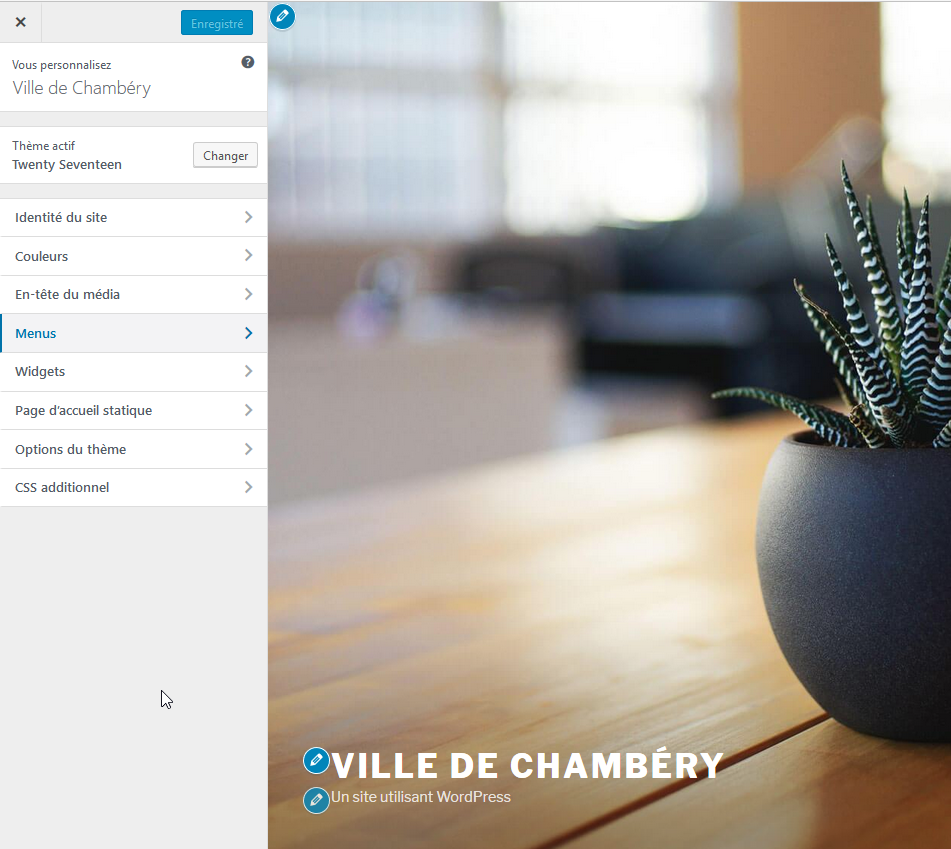 Enregistré
Vous personnalisez
Ville de Chambéry
Thème actif
Twenty Seventeen
Changer
Identité du site
Couleurs
En-tête du média
Menus
Widgets
Page d'accueil statique
Options du thème
CSS additionnel
VILLE DE CHAMBÉRY
Un site utilisant WordPress